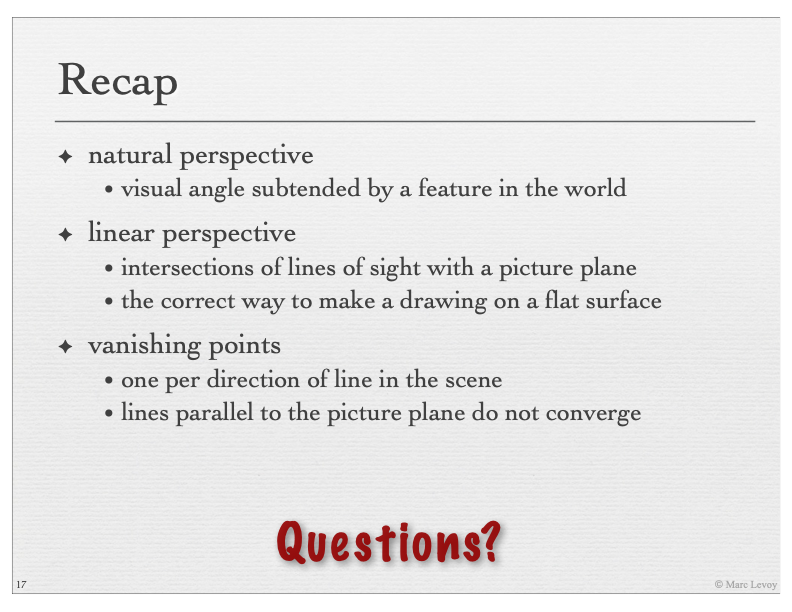 Recap
✦ natural perspective
• visual angle subtended by a feature in the world
✦ linear perspective
• intersections of lines of sight with a picture plane
• the correct way to make a drawing on a flat surface
✦ vanishing points
• one per direction of line in the scene
• lines parallel to the picture plane do not converge
Questions?
17
© Marc Levoy